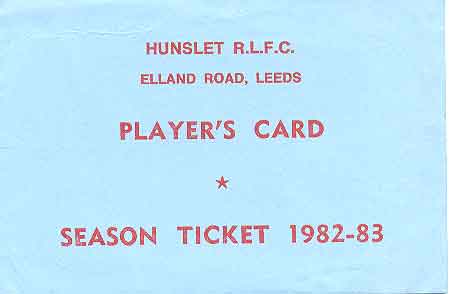 HUNSLET R.L.F.C.
ELLAND ROAD, LEEDS
PLAYER'S CARD
★
SEASON TICKET 1982-83